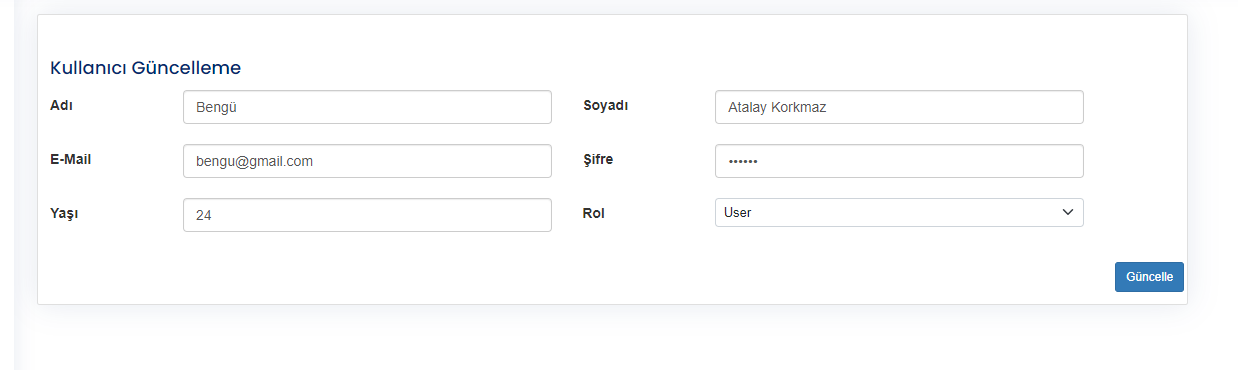 Kullanıcı Güncelleme
Adı Bengü Soyadı Atalay Korkmaz
E-Mail bengu@gmail.com Şifre ••••••
Yaşı 24 Rol User
Güncelle